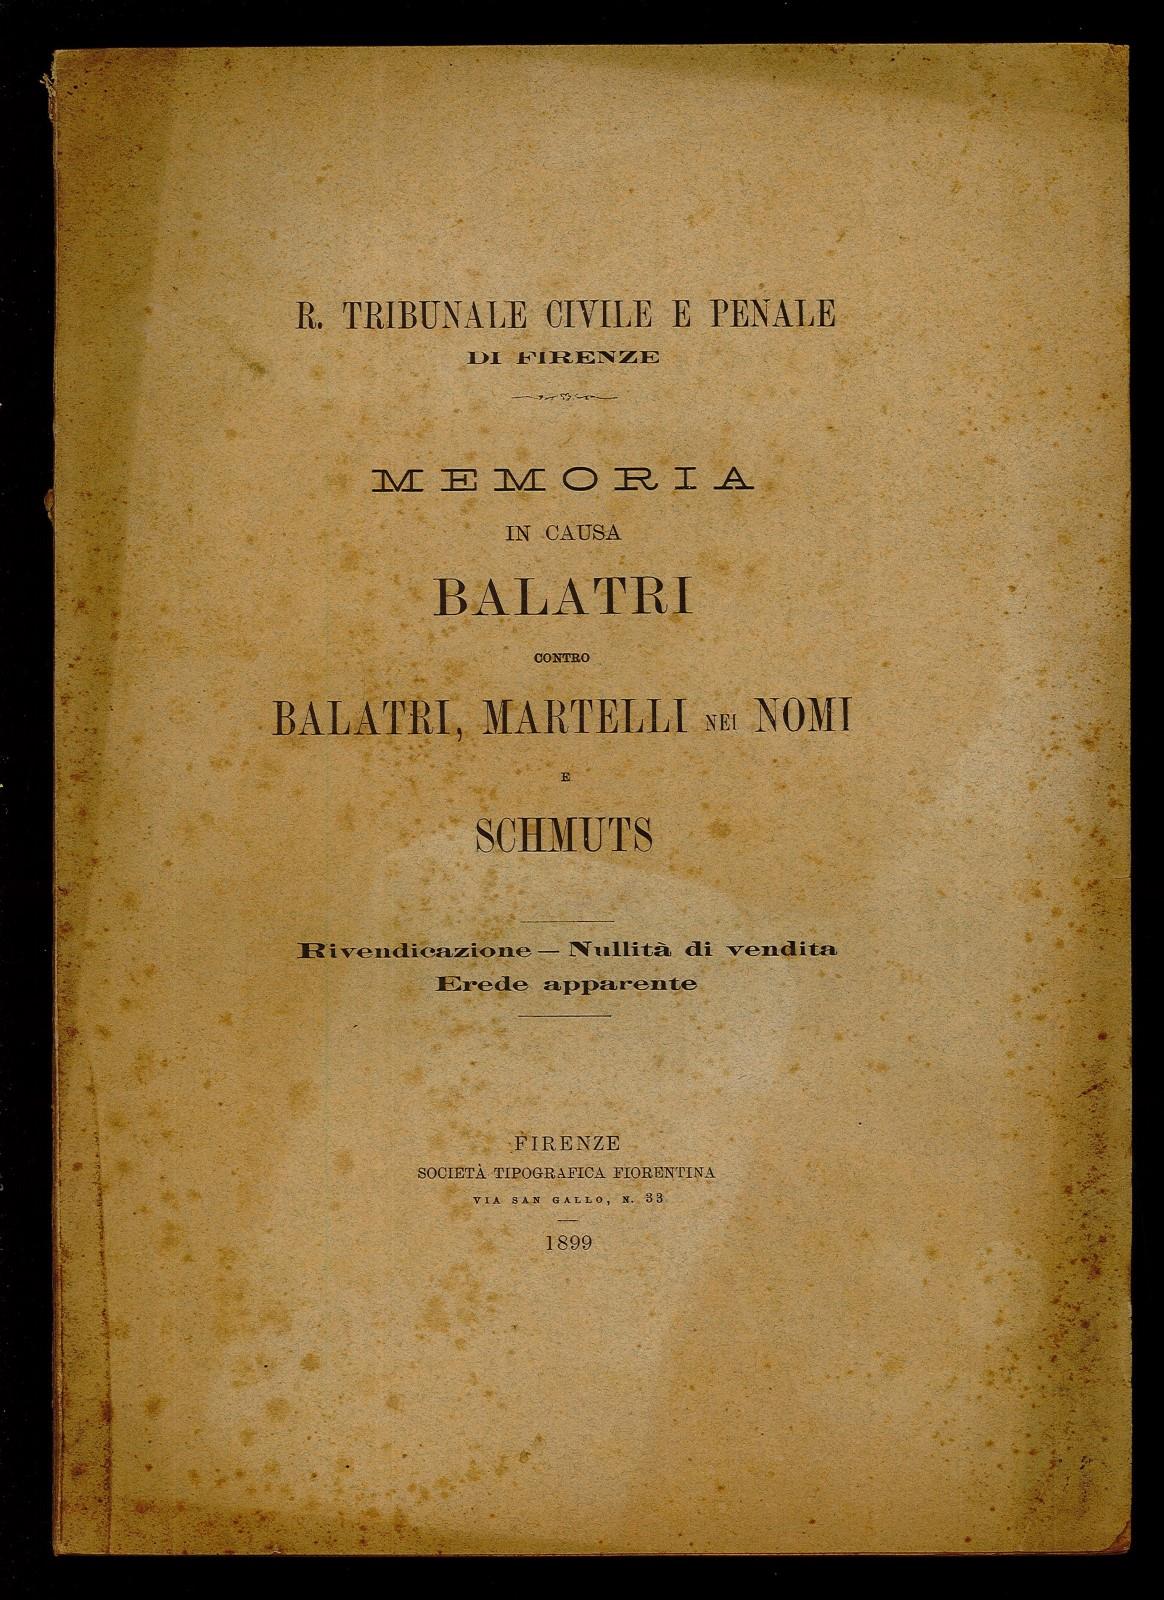 R. TRIBUNALE CIVILE E PENALE
DI FIRENZE
MEMORIA
IN CAUSA
BALATRI
CONTRO
BALATRI, MARTELLI NEI NOMI
E
SCHMUTS
Rivendicazione — Nullità di vendita
Erede apparente
FIRENZE
SOCIETÀ TIPOGRAFICA FIORENTINA
VIA SAN GALLO, N. 33
1899